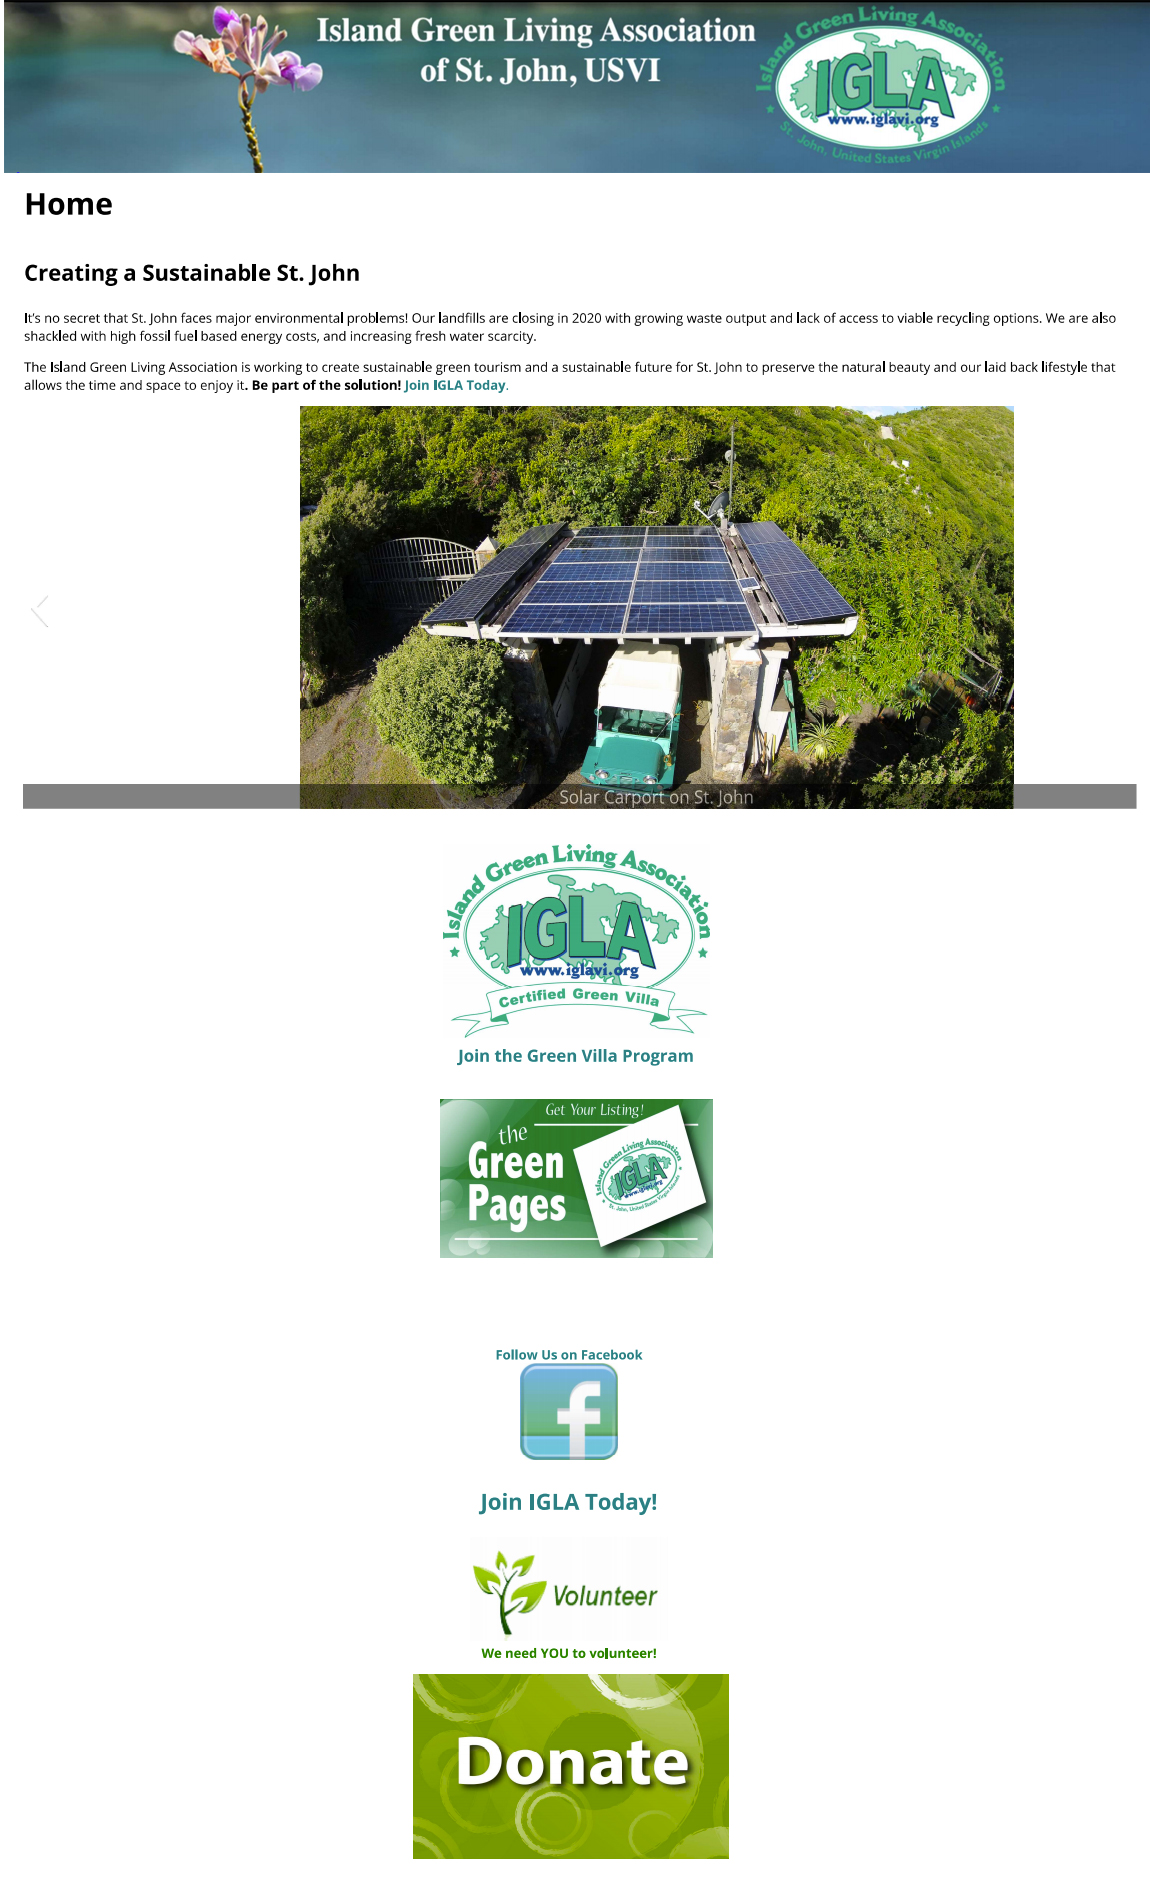 Island Green Living Association
of St. John, USVI
Island Green Living Association
IGLA
www.iglavi.org
St. John, United States Virgin Islands
Home
Creating a Sustainable St. John
It's no secret that St. John faces major environmental problems! Our landfills are closing in 2020 with growing waste output and lack of access to viable recycling options. We are also
shackled with high fossil fuel based energy costs, and increasing fresh water scarcity.
The Island Green Living Association is working to create sustainable green tourism and a sustainable future for St. John to preserve the natural beauty and our laid back lifestyle that
allows the time and space to enjoy it. Be part of the solution! Join IGLA Today.
Solar Carport on St. John
Island Green Living Association
IGLA
www.iglavi.org
Certified Green Villa
Join the Green Villa Program
Get Your Listing!
the
Green
Pages
Island Green Living Association
IGLA
www.iglavi.org
St. John, United States Virgin Islands
Follow Us on Facebook
f
Join IGLA Today!
Volunteer
We need YOU to volunteer!
Donate